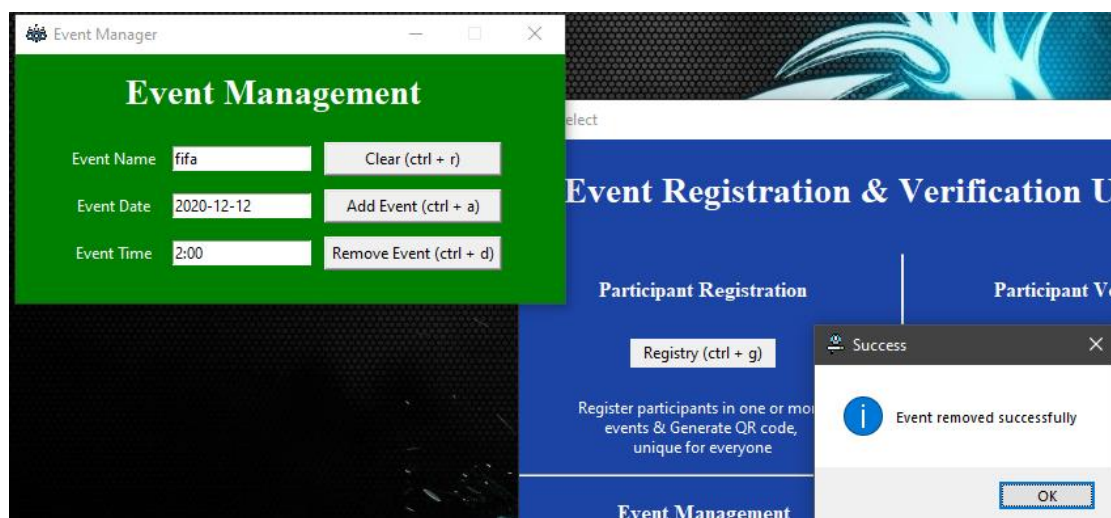 Event Manager
Event Management
Event Name
fifa
Clear (ctrl + r)
Event Date
2020-12-12
Add Event (ctrl + a)
Event Time
2:00
Remove Event (ctrl + d)
elect
Event Registration & Verification U
Participant Registration
Registry (ctrl + g)
Register participants in one or mo
events & Generate QR code,
unique for everyone
Participant V
Event Management
Success
Event removed successfully
OK